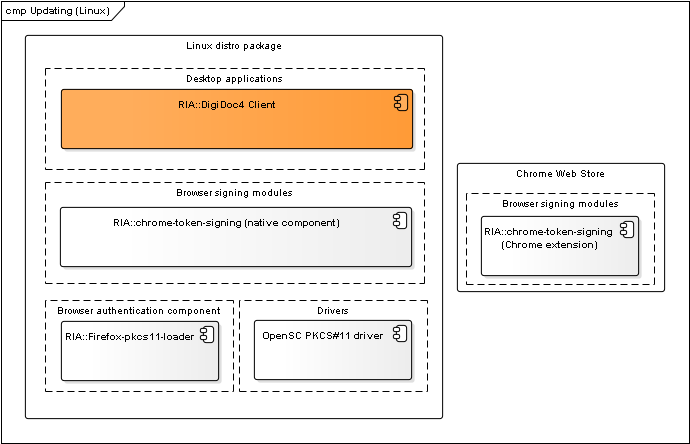 cmp Updating (Linux)
Linux distro package
Desktop applications
RIA::DigiDoc4 Client
Browser signing modules
RIA::chrome-token-signing (native component)
Browser authentication component
RIA::Firefox-pkcs11-loader
Drivers
OpenSC PKCS#11 driver
Chrome Web Store
Browser signing modules
RIA::chrome-token-signing
(Chrome extension)